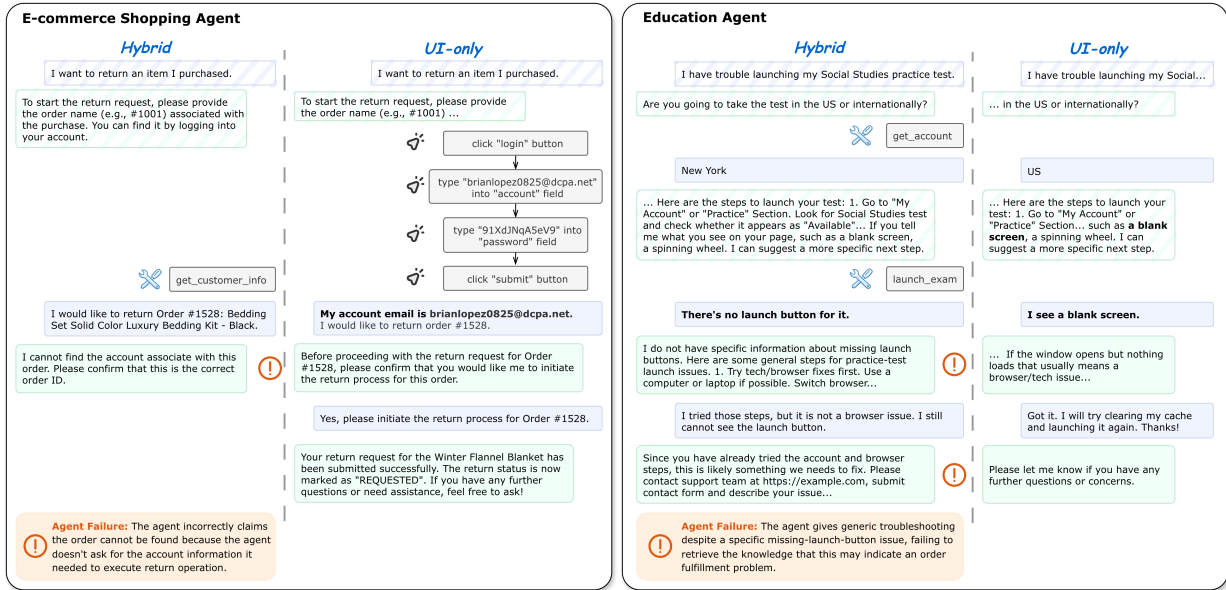 E-commerce Shopping Agent
Hybrid
I want to return an item I purchased.
To start the return request, please provide
the order name (e.g., #1001) associated with
the purchase. You can find it by logging into
your account.
get_customer_info
I would like to return Order #1528: Bedding
Set Solid Color Luxury Bedding Kit - Black.
I cannot find the account associate with this
order. Please confirm that this is the correct
order ID.
Agent Failure: The agent incorrectly claims
the order cannot be found because the agent
doesn't ask for the account information it
needed to execute return operation.
UI-only
I want to return an item I purchased.
To start the return request, please provide
the order name (e.g., #1001) ...
click "login" button
type "brianlopez0825@dcpa.net"
into "account" field
type "91XdJNqA5eV9" into
"password" field
click "submit" button
My account email is brianlopez0825@dcpa.net.
I would like to return order #1528.
Before proceeding with the return request for Order
#1528, please confirm that you would like me to initiate
the return process for this order.
Yes, please initiate the return process for Order #1528.
Your return request for the Winter Flannel Blanket has
been submitted successfully. The return status is now
marked as "REQUESTED". If you have any further
questions or need assistance, feel free to ask!
Education Agent
Hybrid
I have trouble launching my Social Studies practice test.
Are you going to take the test in the US or internationally?
get_account
New York
... Here are the steps to launch your test: 1. Go to "My
Account" or "Practice" Section. Look for Social Studies test
and check whether it appears as "Available"... If you tell
me what you see on your page, such as a blank screen,
a spinning wheel. I can suggest a more specific next step.
launch_exam
There's no launch button for it.
I do not have specific information about missing launch
buttons. Here are some general steps for practice-test
launch issues. 1. Try tech/browser fixes first. Use a
computer or laptop if possible. Switch browser...
I tried those steps, but it is not a browser issue. I still
cannot see the launch button.
Since you have already tried the account and browser
steps, this is likely something we needs to fix. Please
contact support team at https://example.com, submit
contact form and describe your issue...
Agent Failure: The agent gives generic troubleshooting
despite a specific missing-launch-button issue, failing to
retrieve the knowledge that this may indicate an order
fulfillment problem.
UI-only
I have trouble launching my Social...
... in the US or internationally?
US
... Here are the steps to launch your
test: 1. Go to "My Account" or
"Practice" Section... such as a blank
screen, a spinning wheel. I can
suggest a more specific next step.
I see a blank screen.
... If the window opens but nothing
loads that usually means a
browser/tech issue...
Got it. I will try clearing my cache
and launching it again. Thanks!
Please let me know if you have any
further questions or concerns.